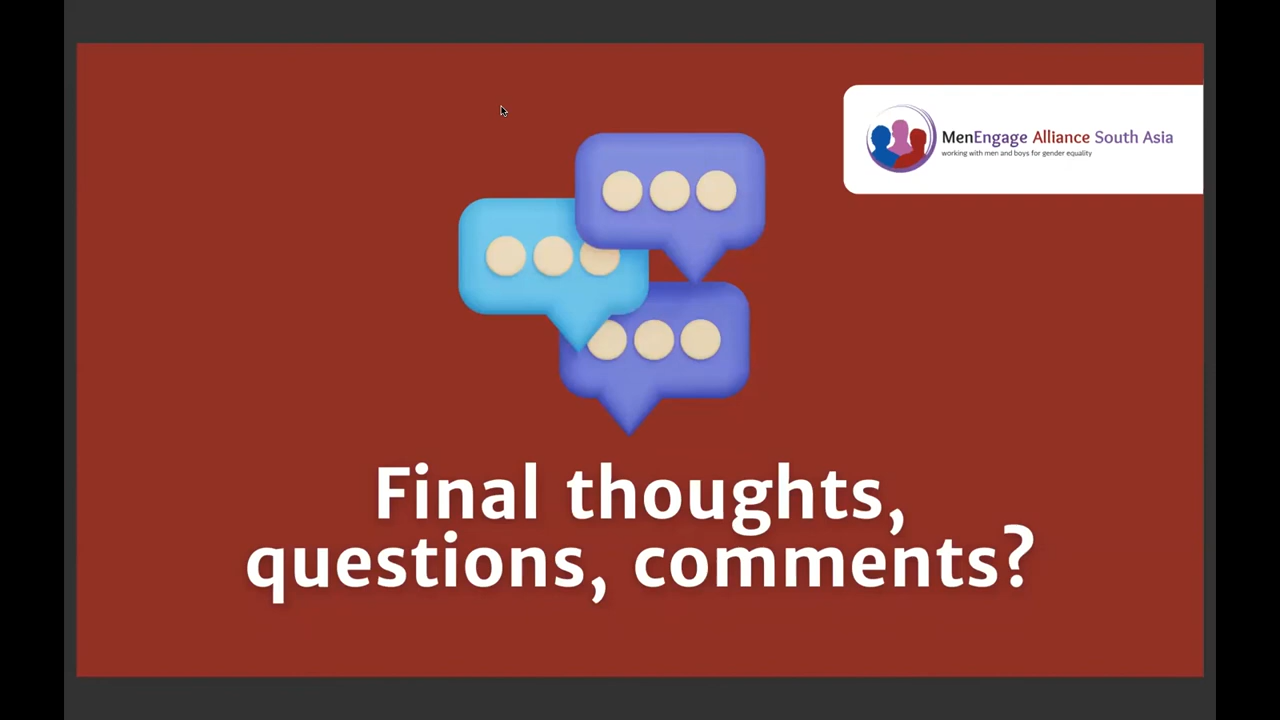 MenEngage Alliance South Asia
working with men and boys for gender equality
Final thoughts,
questions, comments?